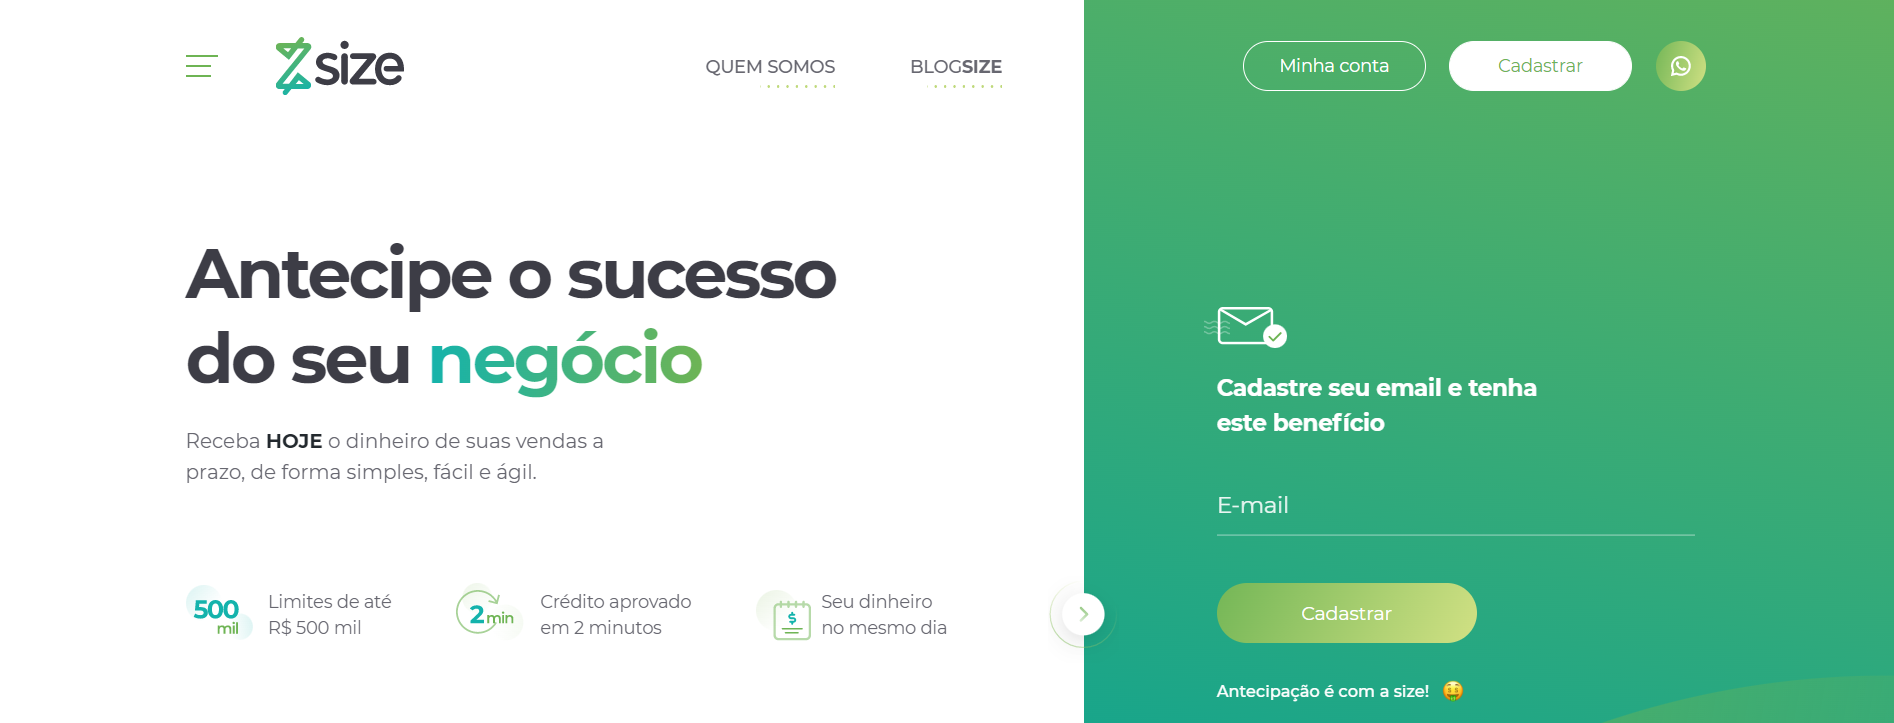 size
QUEM SOMOS
BLOGSIZE
Minha conta
Cadastrar
Antecipe o sucesso
do seu negócio
Receba HOJE o dinheiro de suas vendas a
prazo, de forma simples, fácil e ágil.
500
mil
Limites de até
R$ 500 mil
2 min
Crédito aprovado
em 2 minutos
$
Seu dinheiro
no mesmo dia
Cadastre seu email e tenha
este benefício
E-mail
Cadastrar
Antecipação é com a size! 🤑